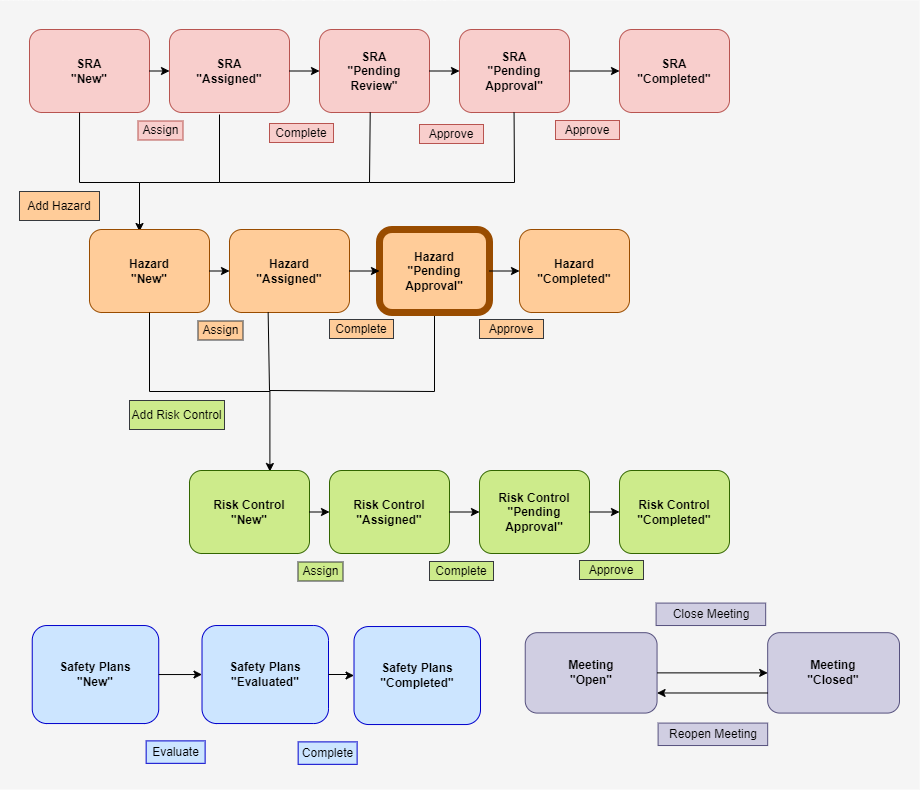 SRA
"New"
SRA
"Assigned"
SRA
"Pending
Review"
SRA
"Pending
Approval"
SRA
"Completed"
Assign
Complete
Approve
Approve
Add Hazard
Hazard
"New"
Hazard
"Assigned"
Hazard
"Pending
Approval"
Hazard
"Completed"
Assign
Complete
Approve
Add Risk Control
Risk Control
"New"
Risk Control
"Assigned"
Risk Control
"Pending
Approval"
Risk Control
"Completed"
Assign
Complete
Approve
Safety Plans
"New"
Safety Plans
"Evaluated"
Safety Plans
"Completed"
Evaluate
Complete
Close Meeting
Meeting
"Open"
Meeting
"Closed"
Reopen Meeting